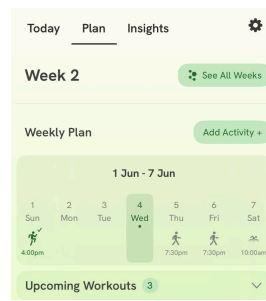 Today Plan Insights
Week 2
See All Weeks
Weekly Plan
Add Activity +
1 Jun - 7 Jun
1 2 3 4 5 6 7
Sun Mon Tue Wed Thu Fri Sat
4:00pm 7:30pm 7:30pm 10:00am
Upcoming Workouts 3